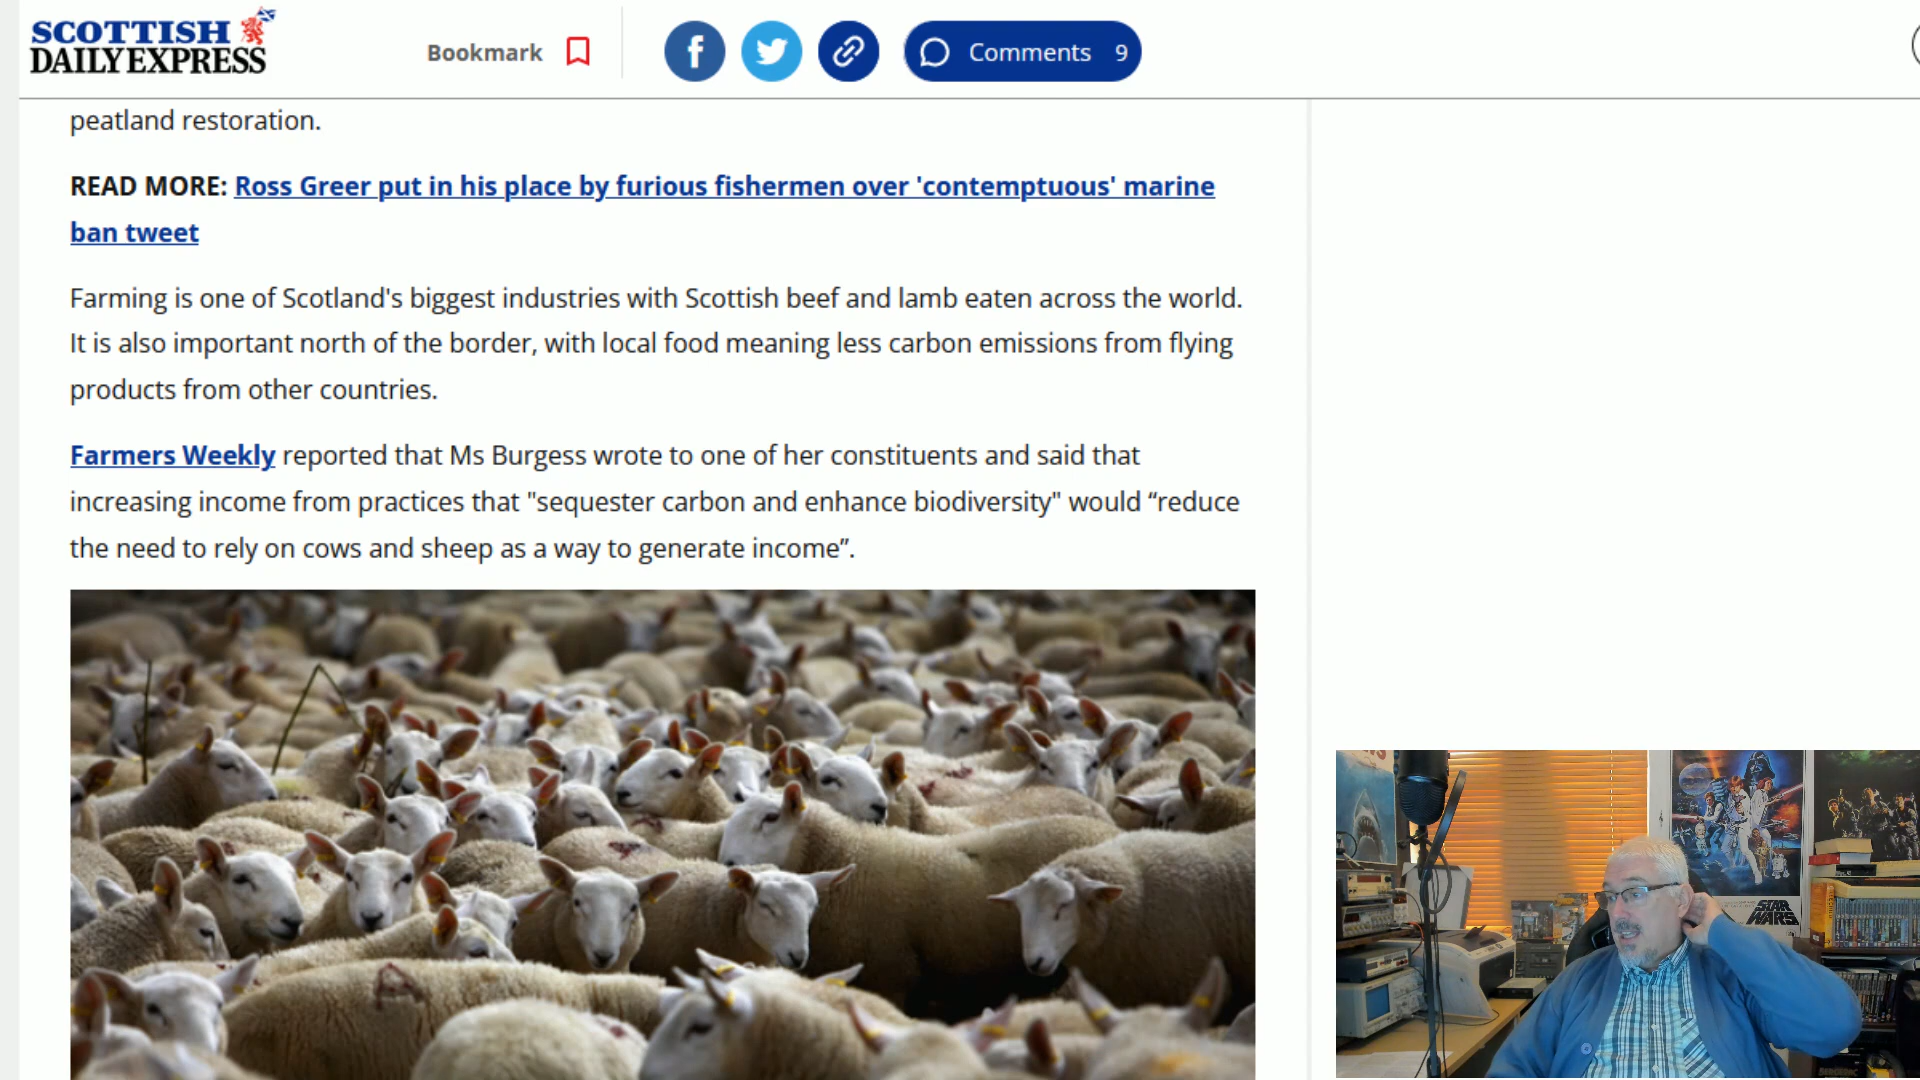 SCOTTISH
DAILY EXPRESS
Bookmark
Comments 9
peatland restoration.
READ MORE: Ross Greer put in his place by furious fishermen over 'contemptuous' marine
ban tweet
Farming is one of Scotland's biggest industries with Scottish beef and lamb eaten across the world.
It is also important north of the border, with local food meaning less carbon emissions from flying
products from other countries.
Farmers Weekly reported that Ms Burgess wrote to one of her constituents and said that
increasing income from practices that "sequester carbon and enhance biodiversity" would “reduce
the need to rely on cows and sheep as a way to generate income”.
STAR
WARS